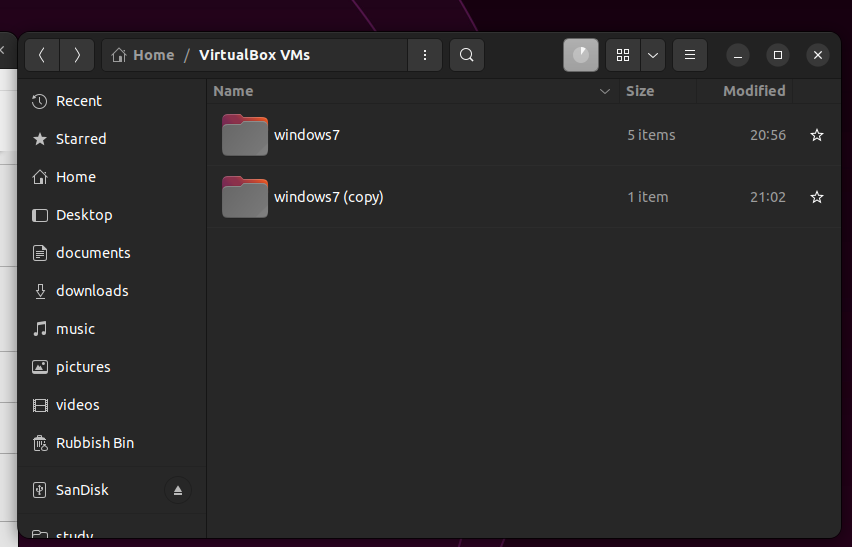 Home / VirtualBox VMs
Name Size Modified
windows7 5 items 20:56
windows7 (copy) 1 item 21:02
Recent
Starred
Home
Desktop
documents
downloads
music
pictures
videos
Rubbish Bin
SanDisk
study